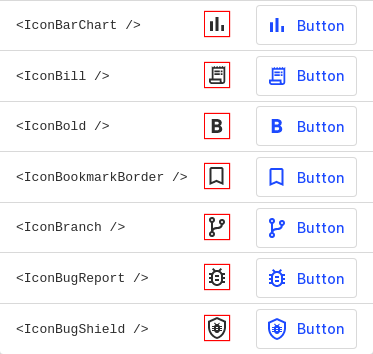 <IconBarChart /> Button
<IconBill /> Button
<IconBold /> B B Button
<IconBookmarkBorder /> Button
<IconBranch /> Button
<IconBugReport /> Button
<IconBugShield /> Button